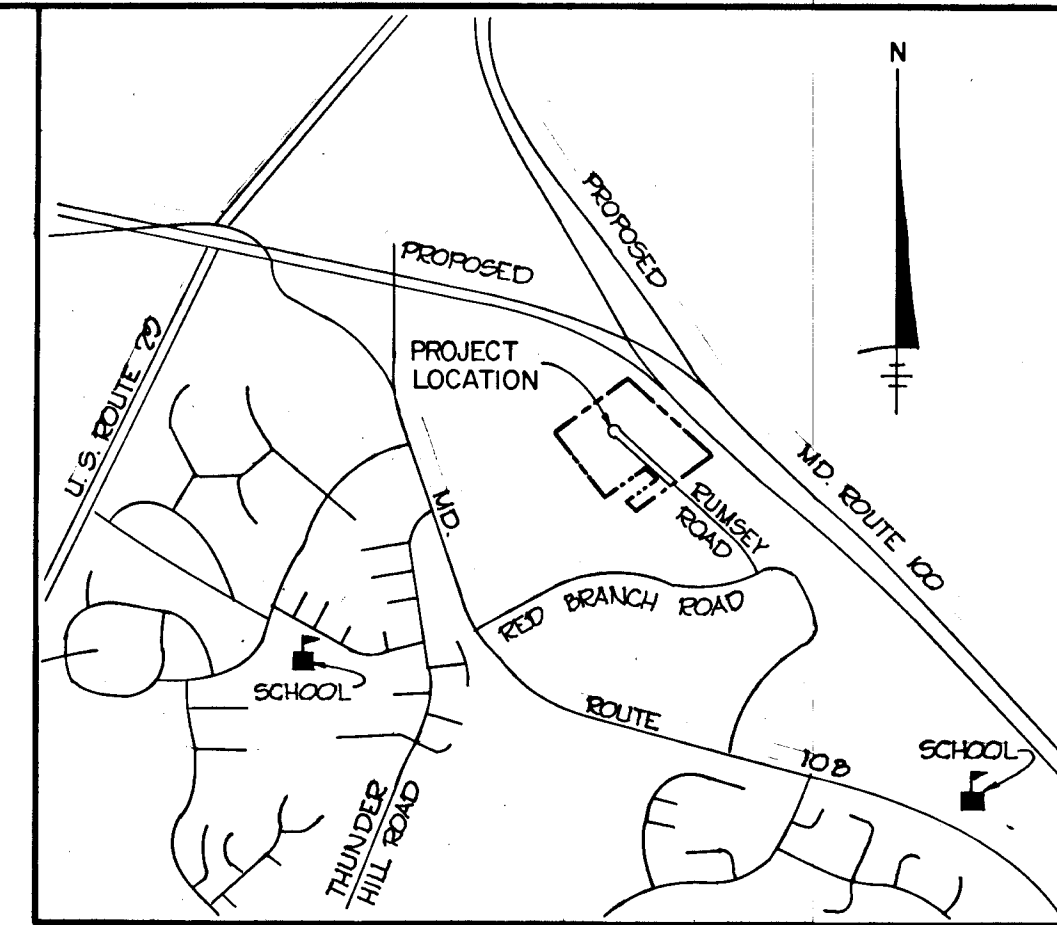 N
PROPOSED
PROPOSED
PROJECT
LOCATION
U.S. ROUTE 29
MD. ROUTE 100
MD.
RUMSEY
ROAD
RED BRANCH ROAD
SCHOOL
ROUTE
108
SCHOOL
THUNDER
HILL ROAD